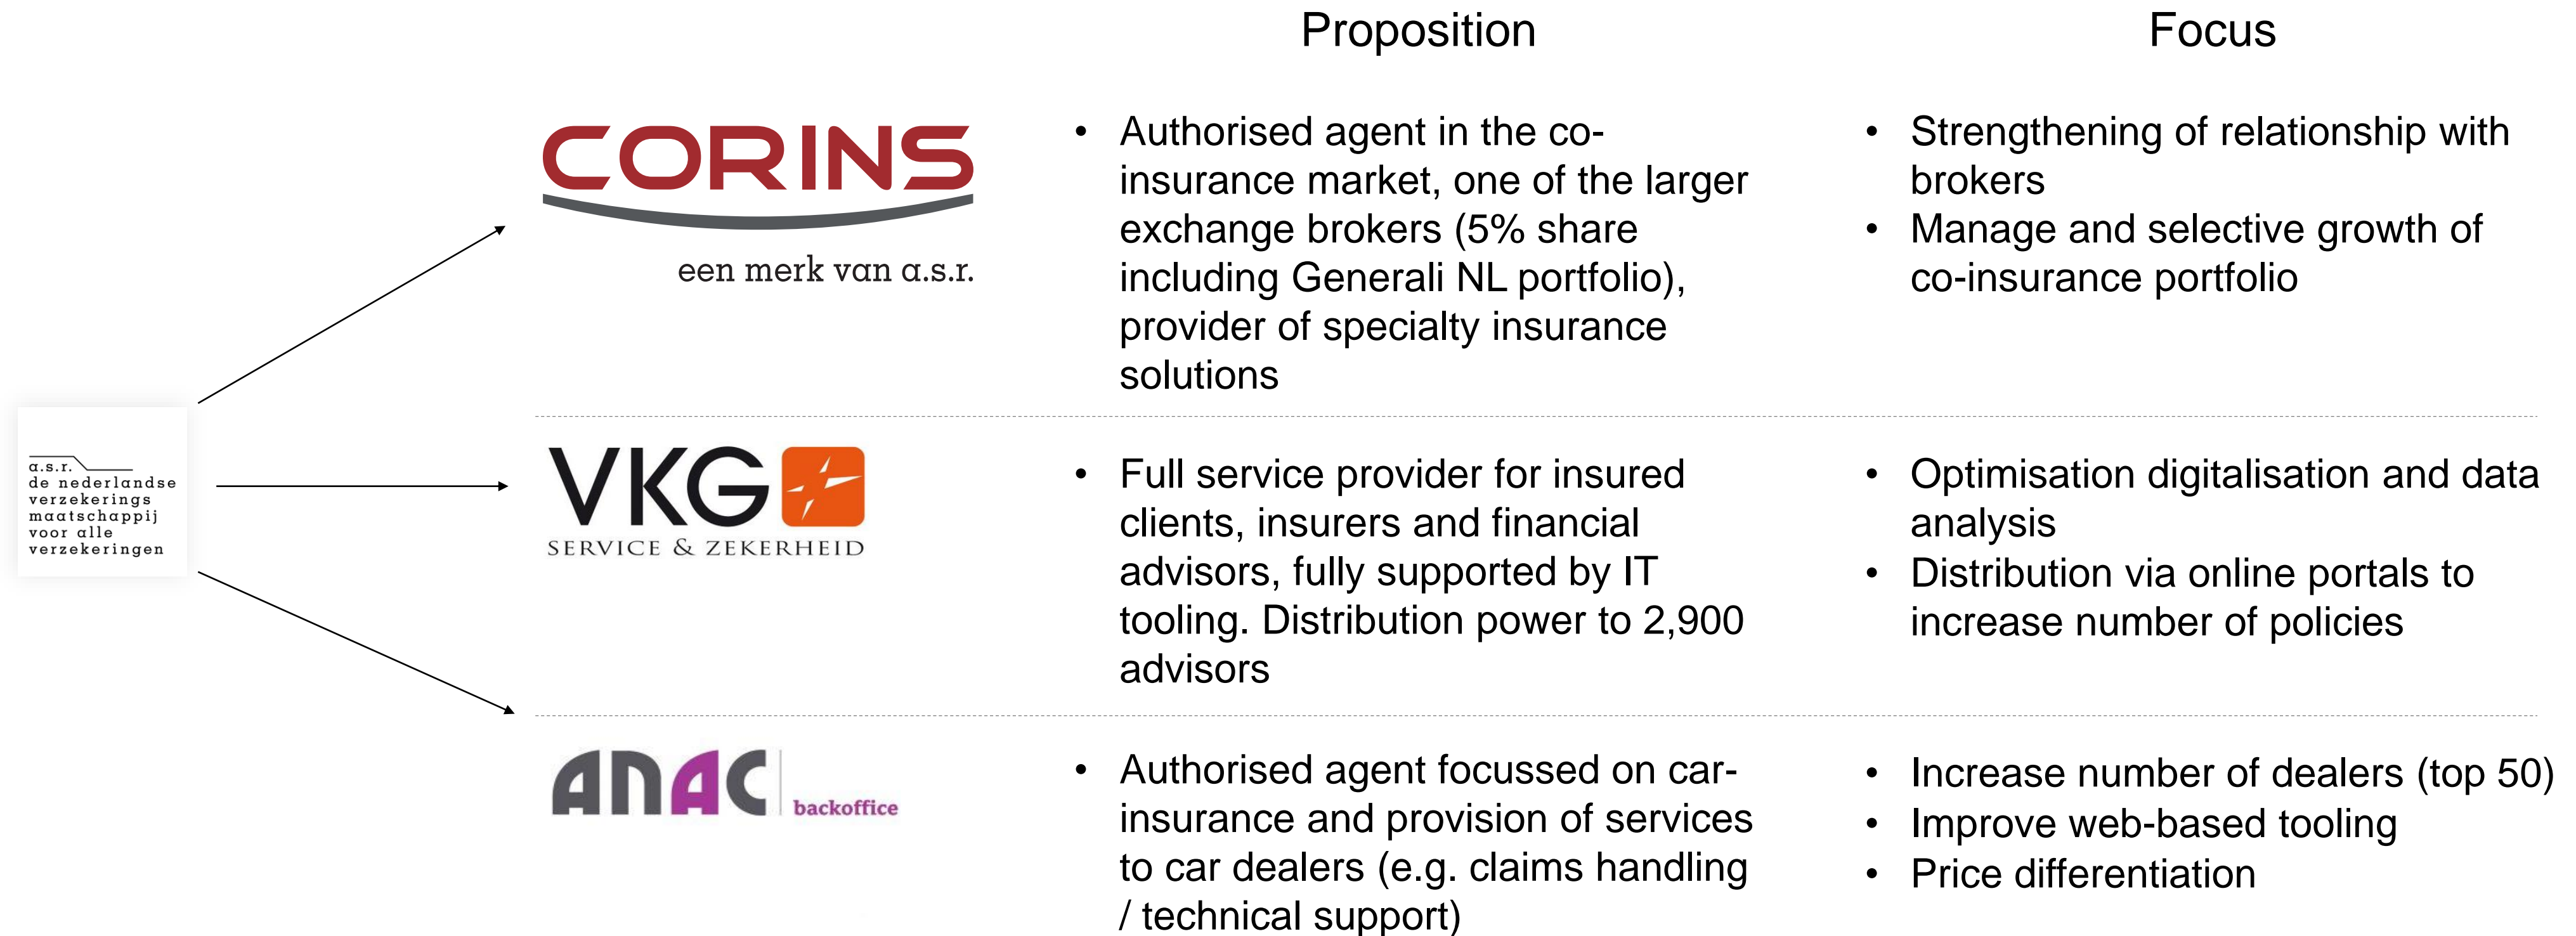 Proposition
Focus
CORINS
een merk van a.s.r.
• Authorised agent in the co-
insurance market, one of the larger
exchange brokers (5% share
including Generali NL portfolio),
provider of specialty insurance
solutions
• Strengthening of relationship with
brokers
• Manage and selective growth of
co-insurance portfolio
a.s.r.
de nederlandse
verzekerings
maatschappij
voor alle
verzekeringen
VKG
SERVICE & ZEKERHEID
• Full service provider for insured
clients, insurers and financial
advisors, fully supported by IT
tooling. Distribution power to 2,900
advisors
• Optimisation digitalisation and data
analysis
• Distribution via online portals to
increase number of policies
ANAC
backoffice
• Authorised agent focussed on car-
insurance and provision of services
to car dealers (e.g. claims handling
/ technical support)
• Increase number of dealers (top 50)
• Improve web-based tooling
• Price differentiation